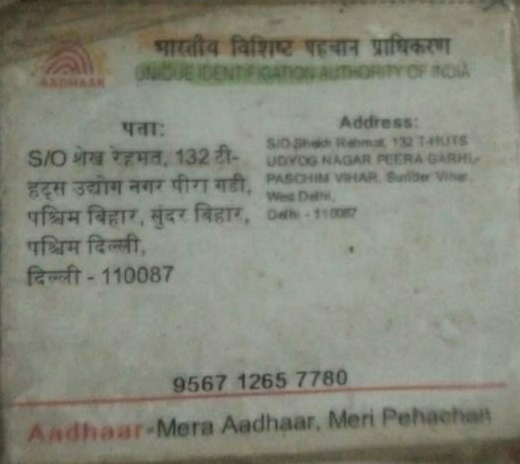 भारतीय विशिष्ट पहचान प्राधिकरण
UNIQUE IDENTIFICATION AUTHORITY OF INDIA
AADHAAR
पता:
S/O शेख रेहमत, 132 टी-
हट्स उद्योग नगर पीरा गढी,
पश्चिम विहार, सुंदर विहार,
पश्चिम दिल्ली,
दिल्ली - 110087
Address:
S/O Sheikh Rehmat, 132 T-HUTS
UDYOG NAGAR PEERA GARHI,
PASCHIM VIHAR, Sunder Vihar,
West Delhi,
Delhi - 110087
9567 1265 7780
Aadhaar-Mera Aadhaar, Meri Pehachan